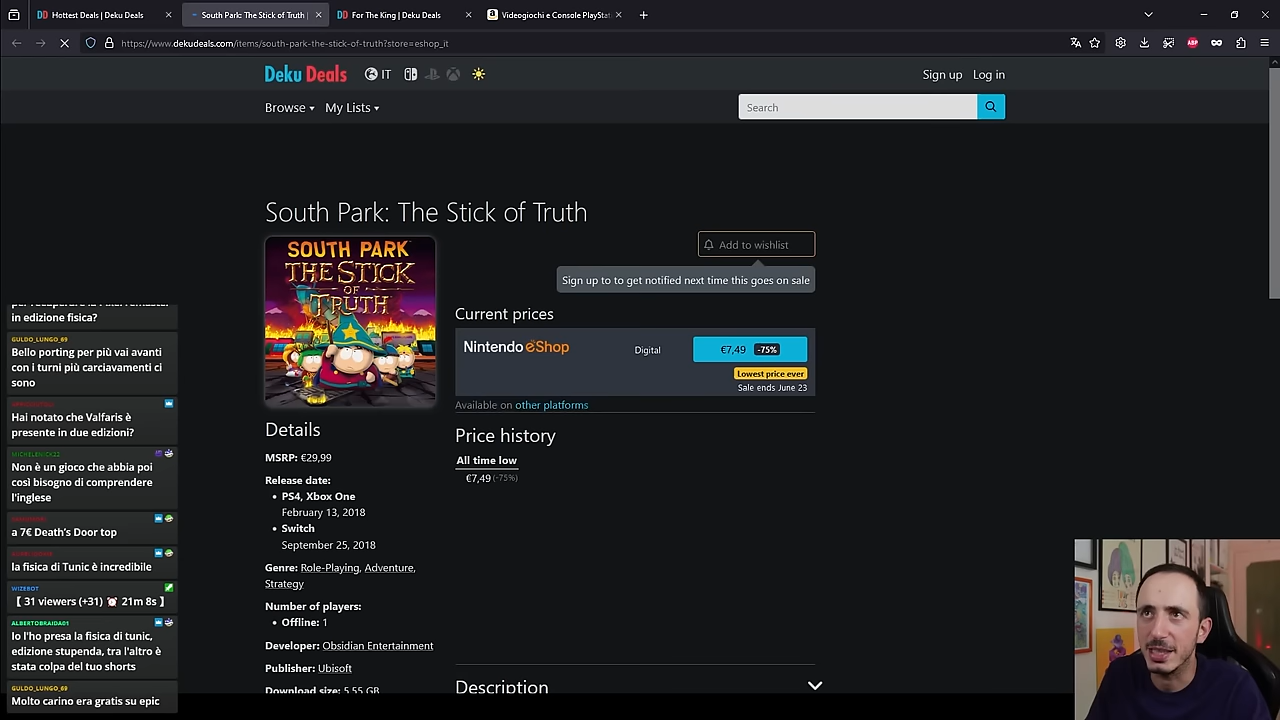 Hottest Deals | Deku Deals
South Park: The Stick of Truth |
For The King | Deku Deals
Videogiochi e Console PlayStat
https://www.dekudeals.com/items/south-park-the-stick-of-truth?store=eshop_it
ABP
Deku Deals
IT
Sign up
Log in
Browse
My Lists
Search
South Park: The Stick of Truth
SOUTH PARK
THE STICK
OF
TRUTH
Add to wishlist
Sign up to to get notified next time this goes on sale
Current prices
Nintendo eShop
Digital
€7,49 -75%
Lowest price ever
Sale ends June 23
Available on other platforms
Price history
All time low
€7,49 (-75%)
Details
MSRP: €29,99
Release date:
PS4, Xbox One
February 13, 2018
Switch
September 25, 2018
Genre: Role-Playing, Adventure,
Strategy
Number of players:
Offline: 1
Developer: Obsidian Entertainment
Publisher: Ubisoft
Download size: 5.55 GB
Description
in edizione fisica?
GULDO_LUNGO_69
Bello porting per più vai avanti
con i turni più carciavamenti ci
sono
Hai notato che Valfaris è
presente in due edizioni?
MICHELENICK22
Non è un gioco che abbia poi
così bisogno di comprendere
l'inglese
a 7€ Death's Door top
la fisica di Tunic è incredibile
WIZEBOT
【 31 viewers (+31) ⏰ 21m 8s 】
ALBERTOBRAIDA01
Io l'ho presa la fisica di tunic,
edizione stupenda, tra l'altro è
stata colpa del tuo shorts
GULDO_LUNGO_69
Molto carino era gratis su epic